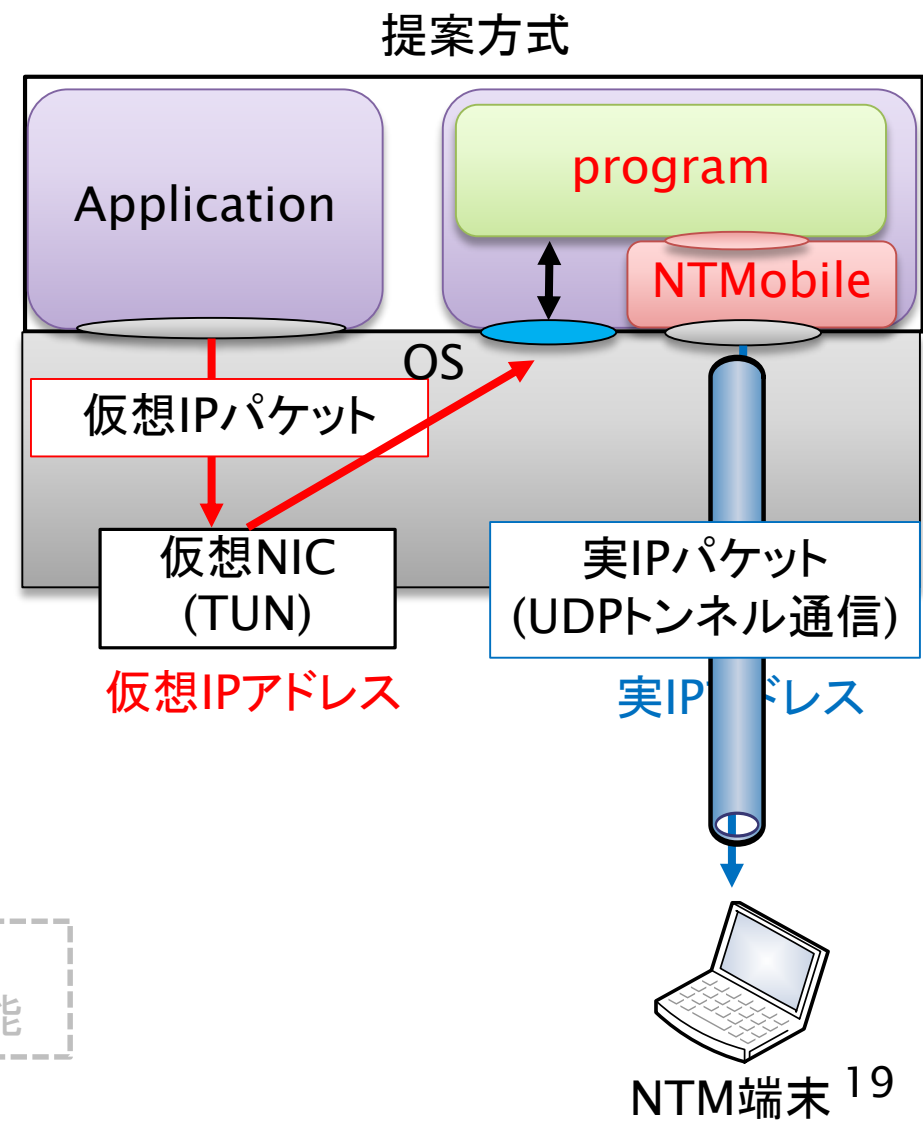 提案方式
Application
program
NTMobile
OS
仮想IPパケット
仮想NIC
(TUN)
実IPパケット
(UDPトンネル通信)
仮想IPアドレス
実IPアドレス
能
NTM端末
19